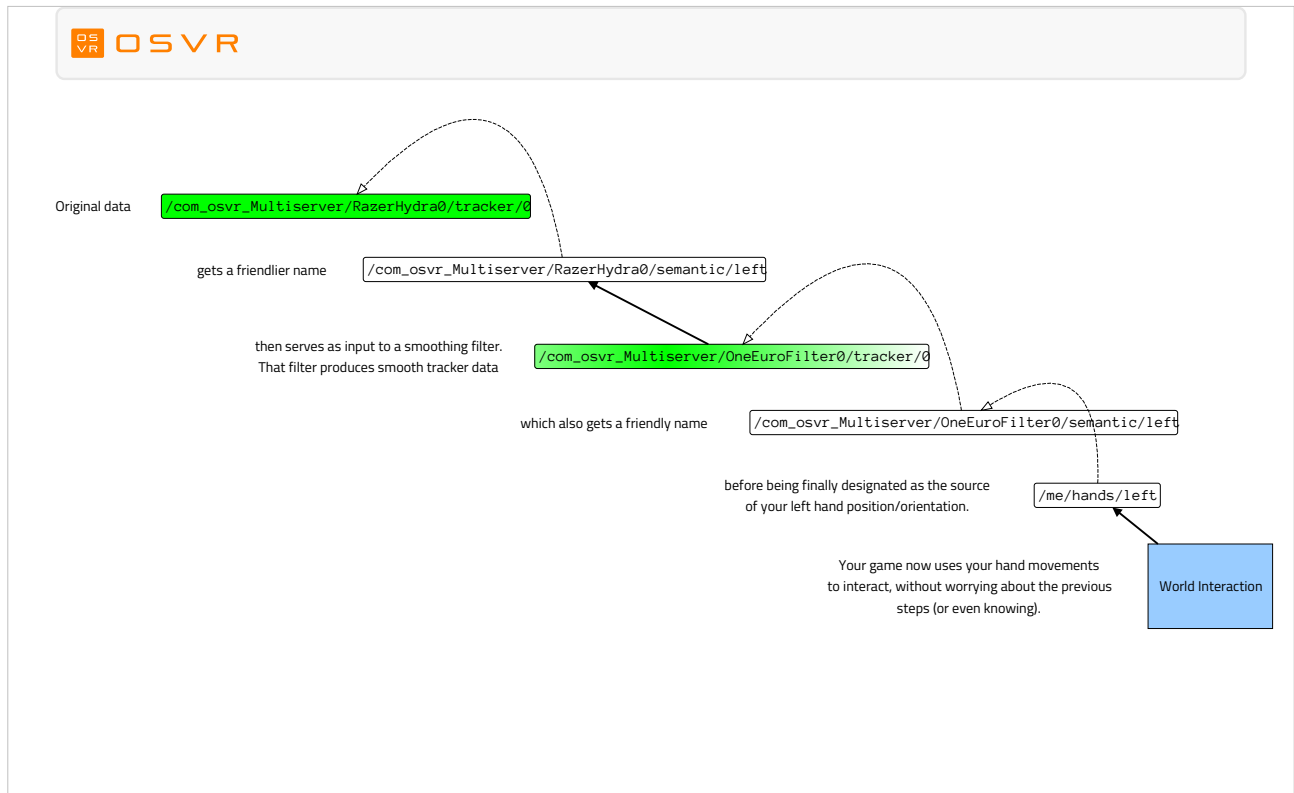 OS
VR
OSVR
Original data
/com_osvr_Multiserver/RazerHydra0/tracker/0
gets a friendlier name
/com_osvr_Multiserver/RazerHydra0/semantic/left
then serves as input to a smoothing filter.
That filter produces smooth tracker data
/com_osvr_Multiserver/OneEuroFilter0/tracker/0
which also gets a friendly name
/com_osvr_Multiserver/OneEuroFilter0/semantic/left
before being finally designated as the source
of your left hand position/orientation.
/me/hands/left
Your game now uses your hand movements
to interact, without worrying about the previous
steps (or even knowing).
World Interaction